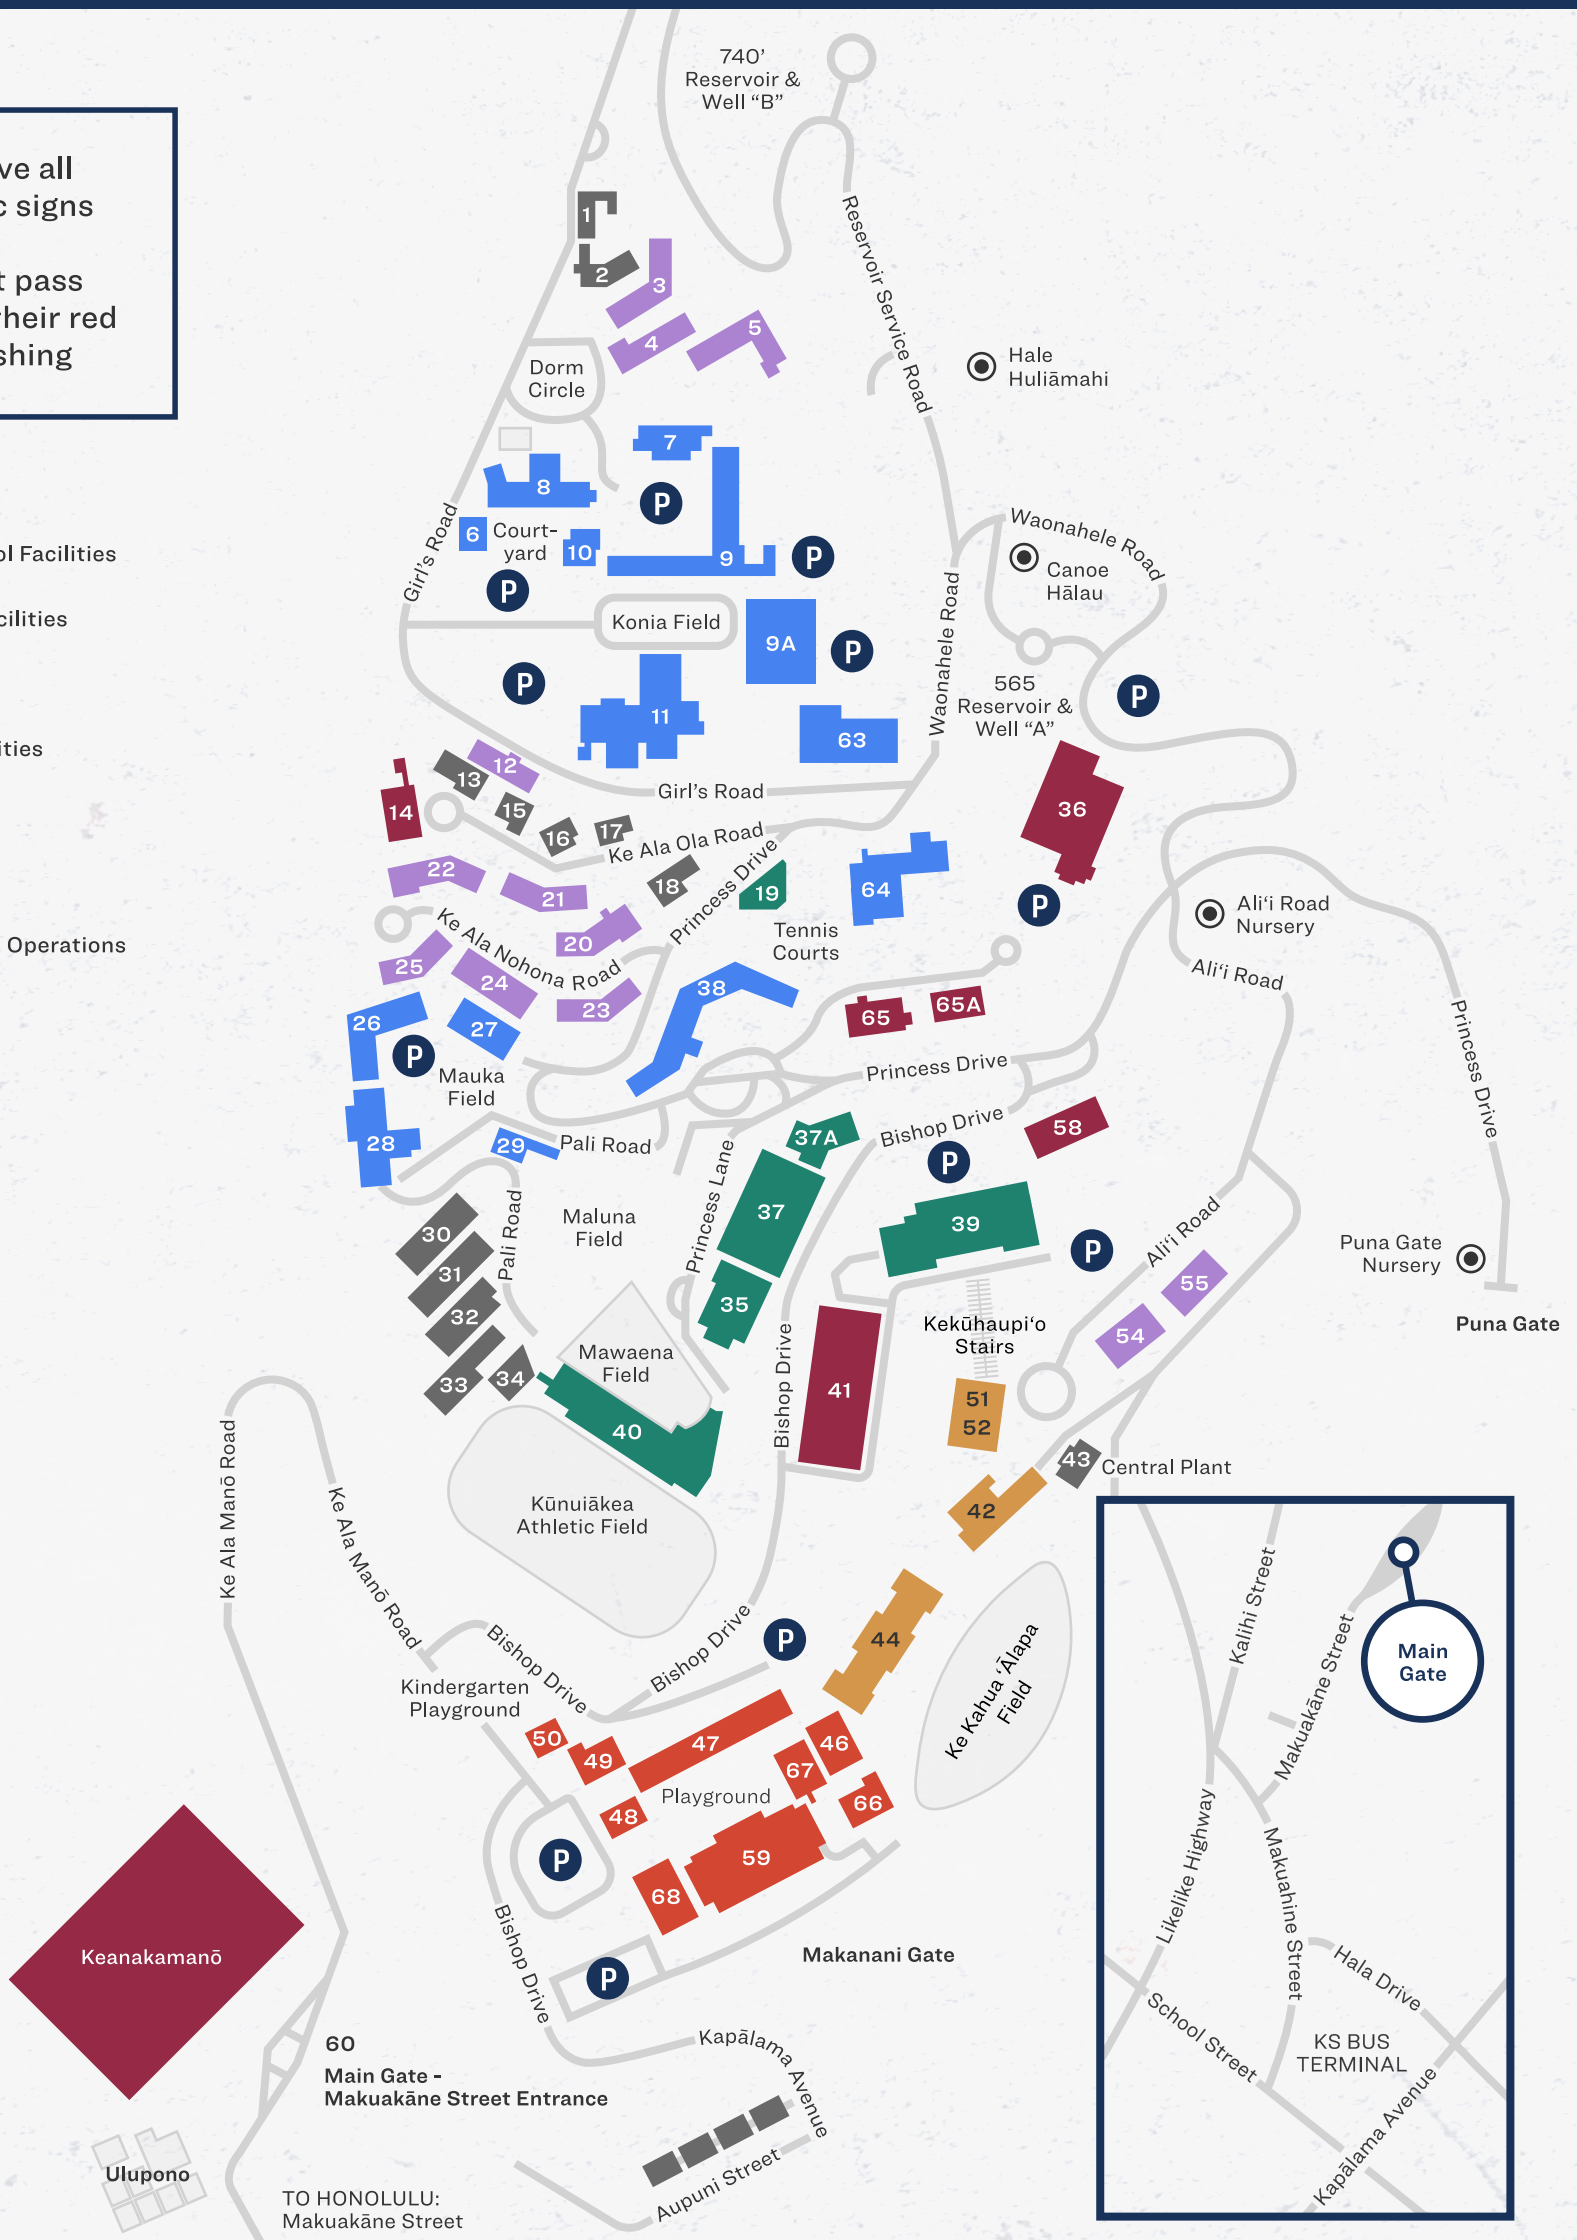 740’
Reservoir &
Well “B”
ve all
c signs
t pass
heir red
shing
1
2
3
4
5
Reservoir Service Road
Hale
Huliāmahi
Dorm
Circle
7
8
P
6
Court-
yard
10
9
P
P
Girl’s Road
Waonahele Road
Canoe
Hālau
ol Facilities
cilities
Konia Field
9A
P
Waonahele Road
P
11
63
565
Reservoir &
Well “A”
P
ities
12
13
14
15
16
17
Girl’s Road
Ke Ala Ola Road
36
22
21
18
Princess Drive
19
64
P
Ali‘i Road
Nursery
Tennis
Courts
Operations
Ke Ala Nohona Road
20
25
24
23
38
Ali‘i Road
26
27
P
Mauka
Field
65
65A
Princess Drive
Princess Drive
28
29
Pali Road
37A
Bishop Drive
58
P
Princess Lane
37
39
P
Maluna
Field
Pali Road
30
31
32
33
34
35
Ali‘i Road
55
54
Puna Gate
Nursery
Puna Gate
Kekūhaupi‘o
Stairs
Mawaena
Field
Bishop Drive
41
40
51
52
43
Central Plant
42
Ke Ala Manō Road
Ke Ala Manō Road
Kūnuiākea
Athletic Field
Bishop Drive
Bishop Drive
P
44
Ke Kahua ‘Ālapa
Field
Kindergarten
Playground
50
49
47
46
67
66
48
Playground
59
68
P
P
Bishop Drive
Makanani Gate
Keanakamanō
60
Main Gate -
Makuakāne Street Entrance
Kapālama Avenue
Aupuni Street
Ulupono
TO HONOLULU:
Makuakāne Street
Kalihi Street
Makuakāne Street
Main
Gate
Likelike Highway
Makuahine Street
Hala Drive
School Street
KS BUS
TERMINAL
Kapālama Avenue